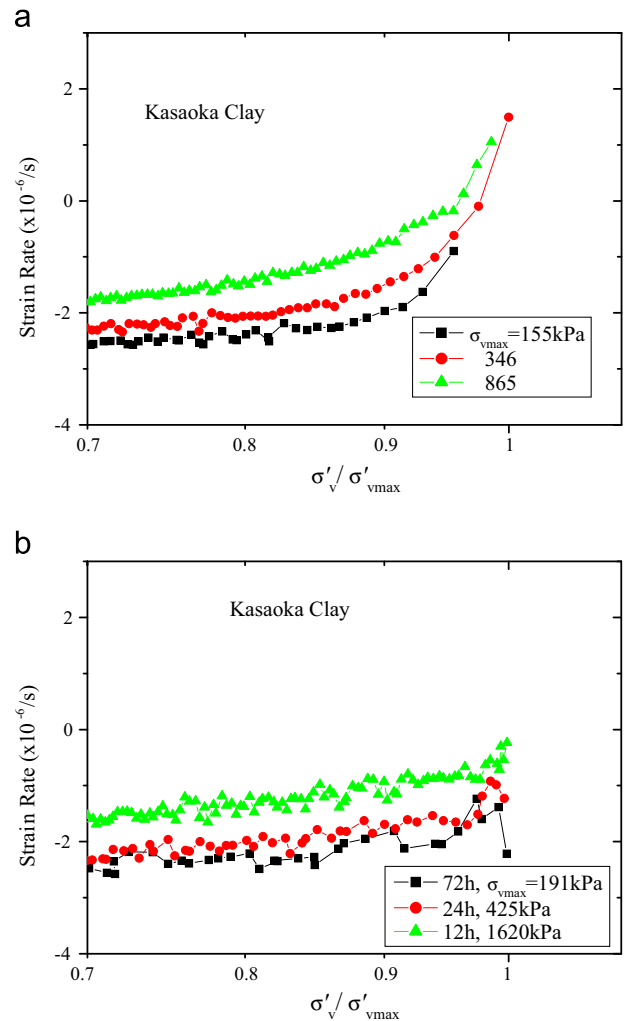 a
2
0
-2
-4
Strain Rate (x10⁻⁶/s)
Kasaoka Clay
σvmax=155kPa
346
865
0.7
0.8
0.9
1
σ'v/ σ'vmax
b
2
0
-2
-4
Strain Rate (x10⁻⁶/s)
Kasaoka Clay
72h, σvmax=191kPa
24h, 425kPa
12h, 1620kPa
0.7
0.8
0.9
1
σ'v/ σ'vmax